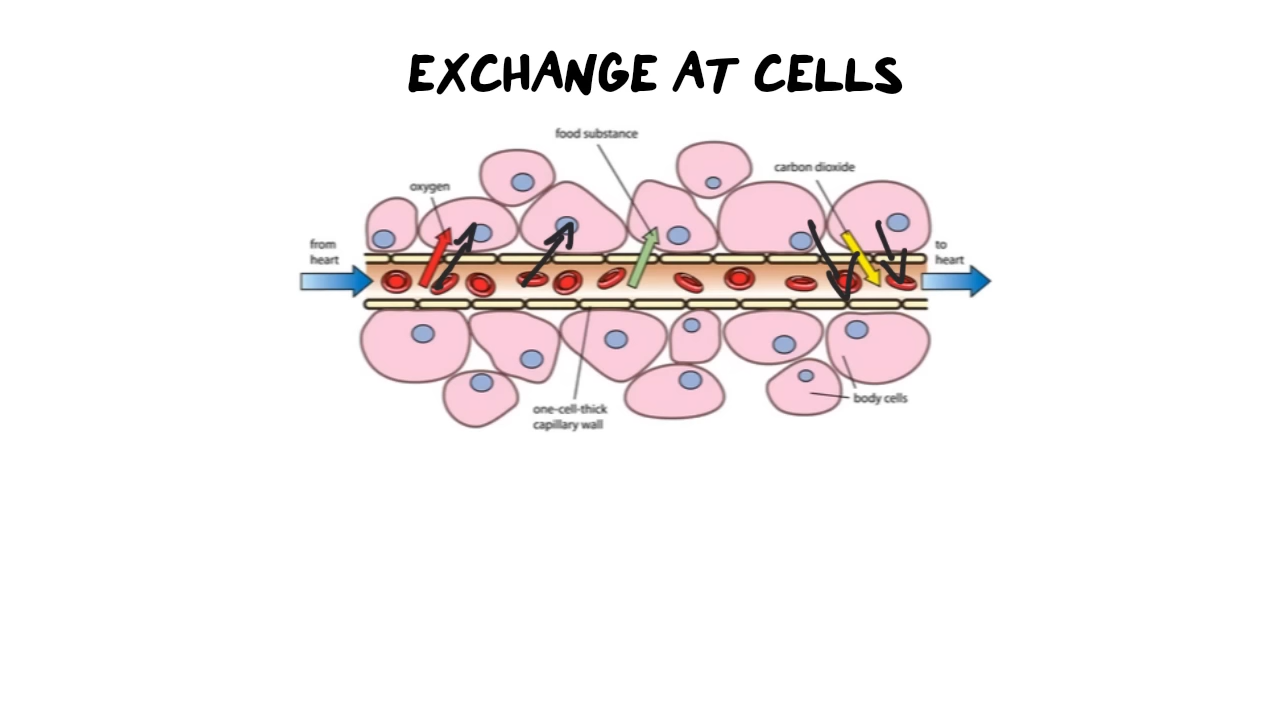 EXCHANGE AT CELLS
food substance
carbon dioxide
oxygen
from
heart
to
heart
one-cell-thick
capillary wall
body cells